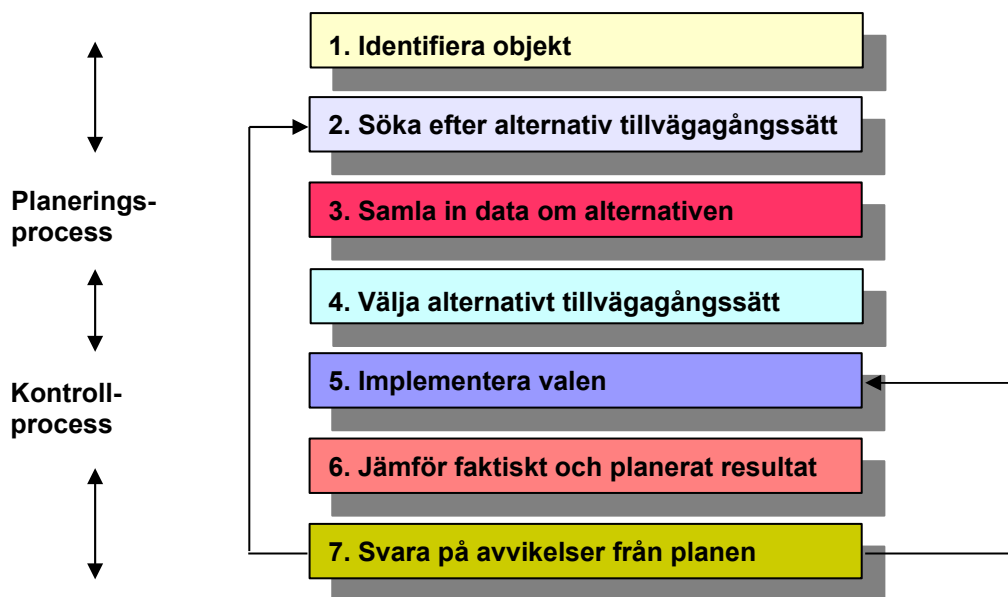 1. Identifiera objekt
2. Söka efter alternativ tillvägagångssätt
Planerings-
process
3. Samla in data om alternativen
4. Välja alternativt tillvägagångssätt
Kontroll-
process
5. Implementera valen
6. Jämför faktiskt och planerat resultat
7. Svara på avvikelser från planen